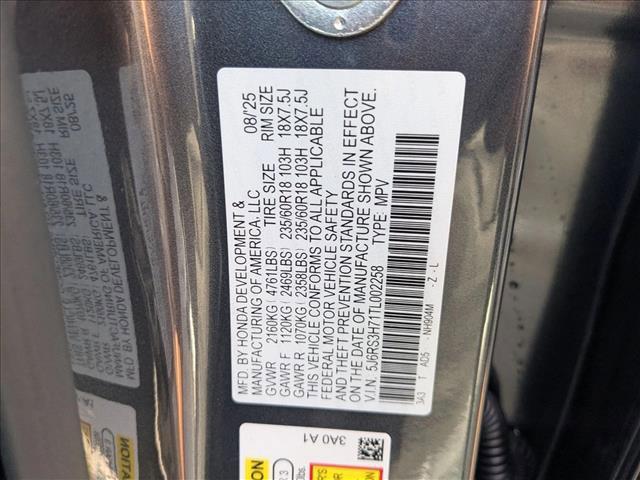 MFD. BY HONDA DEVELOPMENT &
MANUFACTURING OF AMERICA, LLC 08/25
GVWR 2160KG (4761LBS) TIRE SIZE RIM SIZE
GAWR F 1120KG (2469LBS) 235/60R18 103H 18X7.5J
GAWR R 1070KG (2358LBS) 235/60R18 103H 18X7.5J
THIS VEHICLE CONFORMS TO ALL APPLICABLE
FEDERAL MOTOR VEHICLE SAFETY
AND THEFT PREVENTION STANDARDS IN EFFECT
ON THE DATE OF MANUFACTURE SHOWN ABOVE.
V.I.N. 5J6RS3H71TL002258 TYPE: MPV
3A3 T AD5 - NH904M -Z -L
3A0 A1